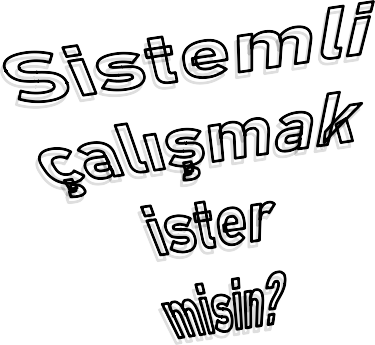 Sistemli
çalışmak
ister
misin?